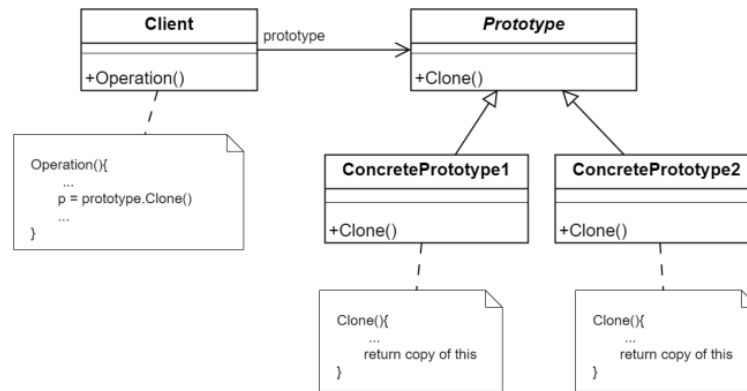 Client
+Operation()
prototype
Prototype
+Clone()
Operation(){
...
p = prototype.Clone()
...
}
ConcretePrototype1
+Clone()
ConcretePrototype2
+Clone()
Clone(){
...
return copy of this
}
Clone(){
...
return copy of this
}